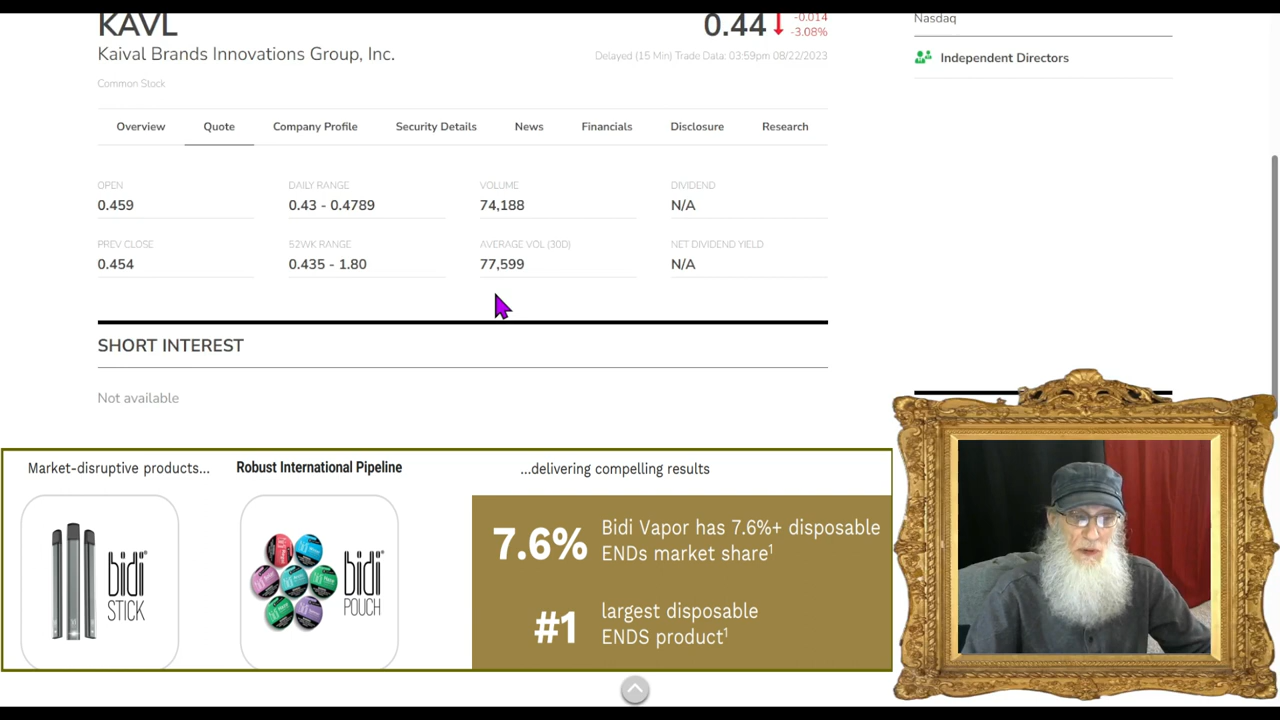 KAVL
0.44
-0.014
-3.08%
Kaival Brands Innovations Group, Inc.
Delayed (15 Min) Trade Data: 03:59pm 08/22/2023
Common Stock
Nasdaq
Independent Directors
Overview Quote Company Profile Security Details News Financials Disclosure Research
OPEN DAILY RANGE VOLUME DIVIDEND
0.459 0.43 - 0.4789 74,188 N/A
PREV CLOSE 52WK RANGE AVERAGE VOL (30D) NET DIVIDEND YIELD
0.454 0.435 - 1.80 77,599 N/A
SHORT INTEREST
Not available
Market-disruptive products... Robust International Pipeline ...delivering compelling results
bidi®
STICK
bidi®
POUCH
7.6% Bidi Vapor has 7.6%+ disposable
ENDs market share¹
#1 largest disposable
ENDS product¹